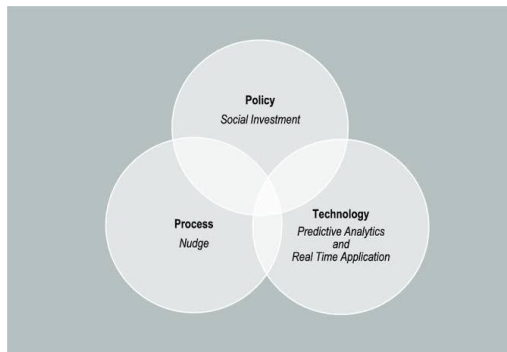 Policy
Social Investment
Process
Nudge
Technology
Predictive Analytics
and
Real Time Application